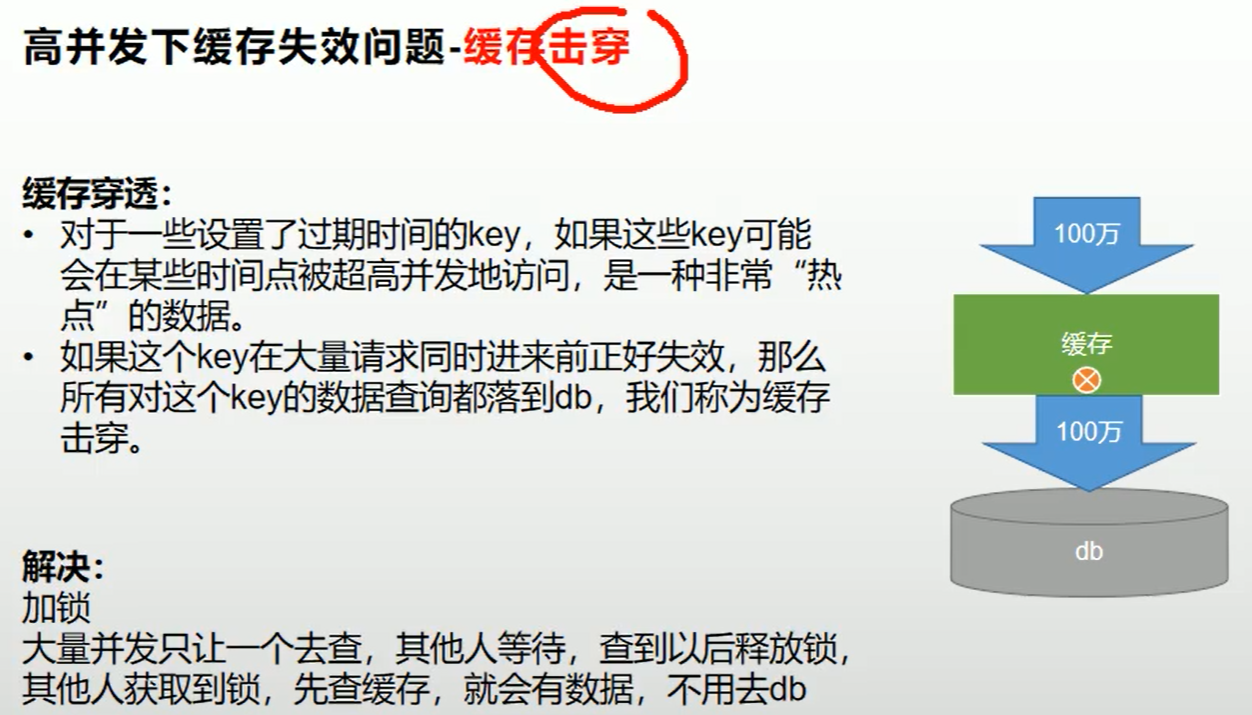 高并发下缓存失效问题-缓存击穿
缓存穿透：
• 对于一些设置了过期时间的key，如果这些key可能
会在某些时间点被超高并发地访问，是一种非常“热
点”的数据。
• 如果这个key在大量请求同时进来前正好失效，那么
所有对这个key的数据查询都落到db，我们称为缓存
击穿。
解决：
加锁
大量并发只让一个去查，其他人等待，查到以后释放锁，
其他人获取到锁，先查缓存，就会有数据，不用去db
100万
缓存
100万
db